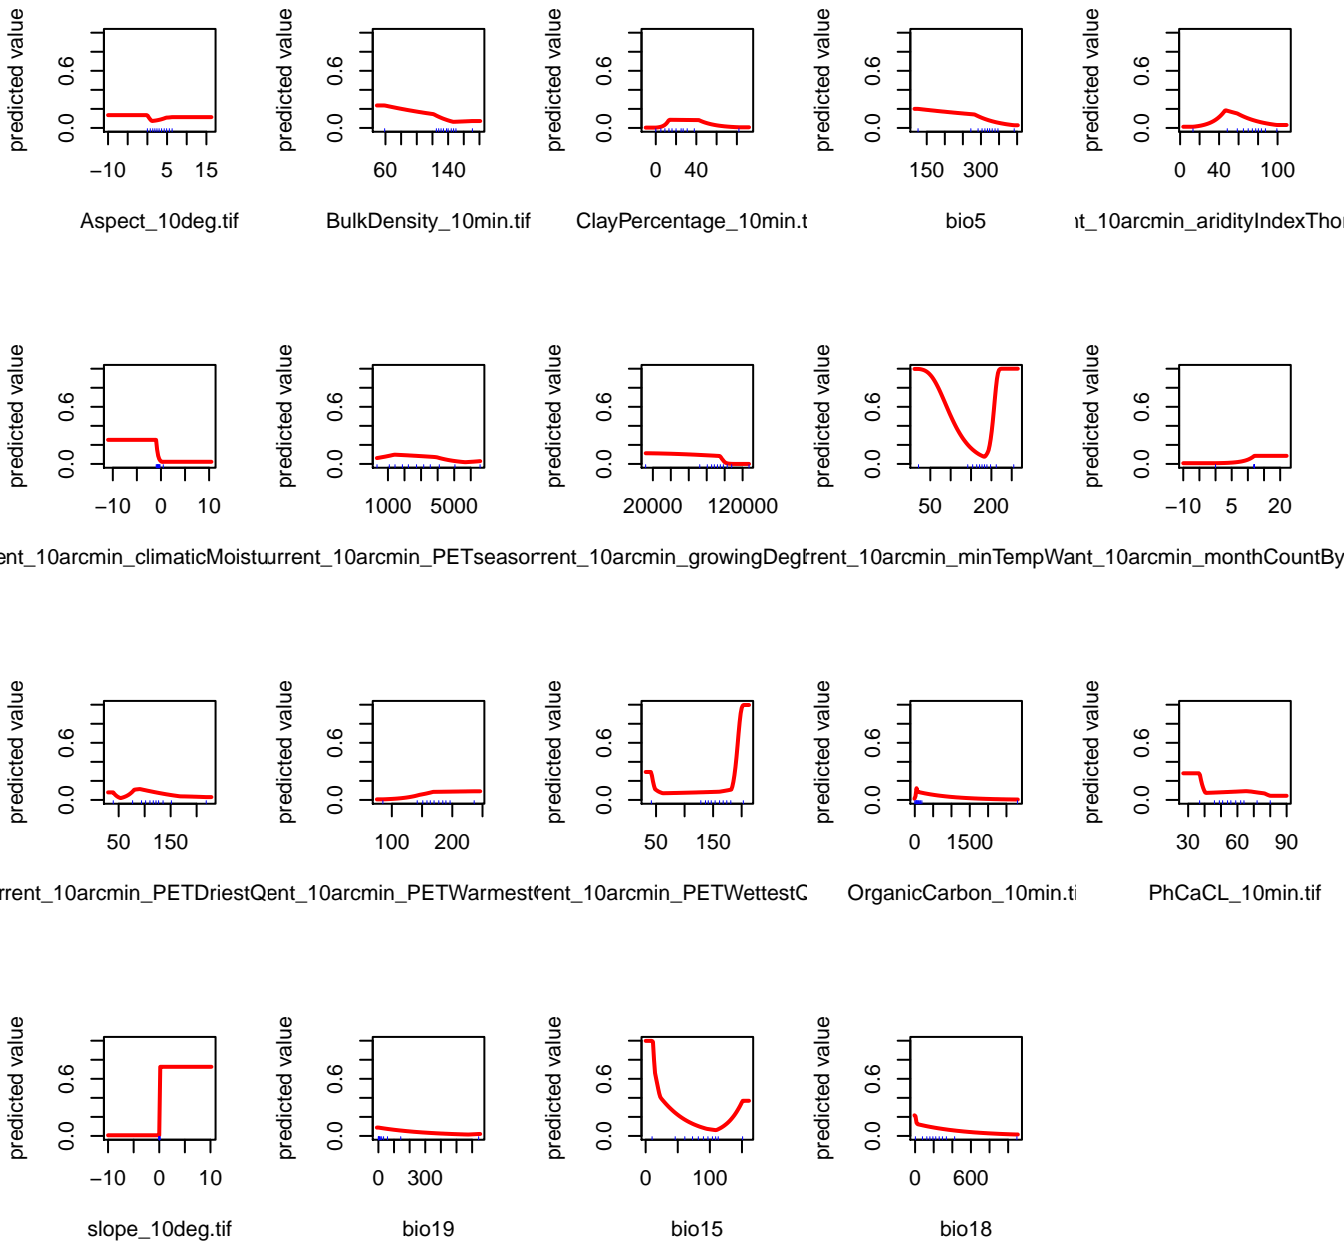 predicted value predicted value predicted value predicted value predicted value
0.0 0.6 0.0 0.6 0.0 0.6 0.0 0.6 0.0 0.6
−10 5 15 60 140 0 40 150 300 0 40 100
Aspect_10deg.tif BulkDensity_10min.tif ClayPercentage_10min.t bio5 nt_10arcmin_aridityIndexThor
predicted value predicted value predicted value predicted value predicted value
0.0 0.6 0.0 0.6 0.0 0.6 0.0 0.6 0.0 0.6
−10 0 10 1000 5000 20000 120000 50 200 −10 5 20
ent_10arcmin_climaticMoistu urrent_10arcmin_PETseason rrent_10arcmin_growingDegI rrent_10arcmin_minTempWa nt_10arcmin_monthCountBy
predicted value predicted value predicted value predicted value predicted value
0.0 0.6 0.0 0.6 0.0 0.6 0.0 0.6 0.0 0.6
50 150 100 200 50 150 0 1500 30 60 90
rrent_10arcmin_PETDriestQ ent_10arcmin_PETWarmest rent_10arcmin_PETWettestQ OrganicCarbon_10min.ti PhCaCL_10min.tif
predicted value predicted value predicted value predicted value
0.0 0.6 0.0 0.6 0.0 0.6 0.0 0.6
−10 0 10 0 300 0 100 0 600
slope_10deg.tif bio19 bio15 bio18